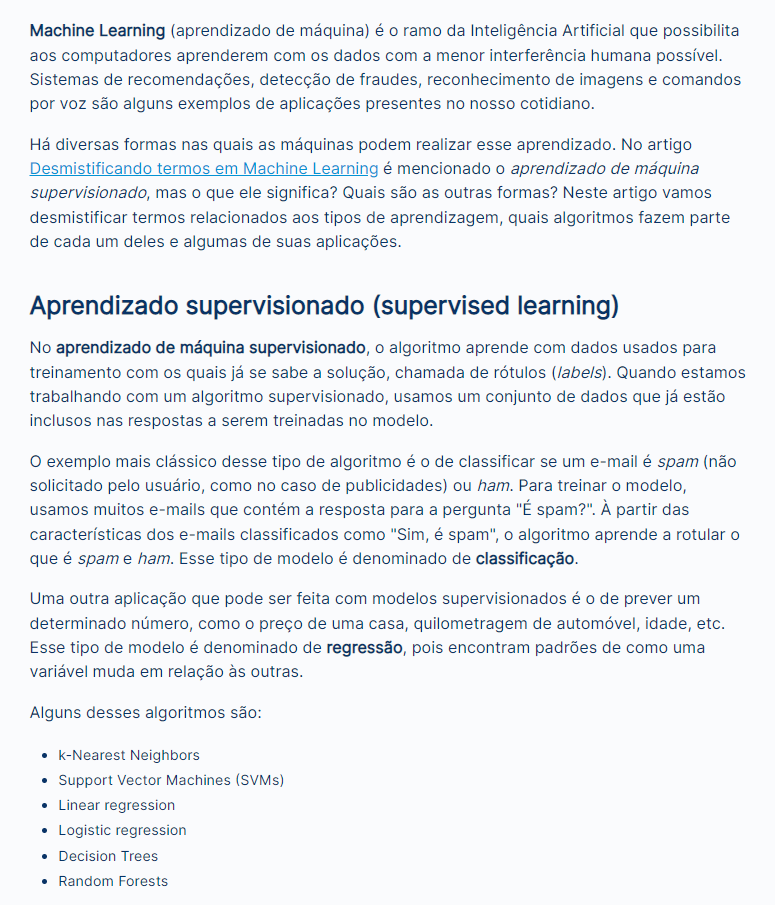 Machine Learning (aprendizado de máquina) é o ramo da Inteligência Artificial que possibilita
aos computadores aprenderem com os dados com a menor interferência humana possível.
Sistemas de recomendações, detecção de fraudes, reconhecimento de imagens e comandos
por voz são alguns exemplos de aplicações presentes no nosso cotidiano.
Há diversas formas nas quais as máquinas podem realizar esse aprendizado. No artigo
Desmistificando termos em Machine Learning é mencionado o aprendizado de máquina
supervisionado, mas o que ele significa? Quais são as outras formas? Neste artigo vamos
desmistificar termos relacionados aos tipos de aprendizagem, quais algoritmos fazem parte
de cada um deles e algumas de suas aplicações.
Aprendizado supervisionado (supervised learning)
No aprendizado de máquina supervisionado, o algoritmo aprende com dados usados para
treinamento com os quais já se sabe a solução, chamada de rótulos (labels). Quando estamos
trabalhando com um algoritmo supervisionado, usamos um conjunto de dados que já estão
inclusos nas respostas a serem treinadas no modelo.
O exemplo mais clássico desse tipo de algoritmo é o de classificar se um e-mail é spam (não
solicitado pelo usuário, como no caso de publicidades) ou ham. Para treinar o modelo,
usamos muitos e-mails que contém a resposta para a pergunta "É spam?". À partir das
características dos e-mails classificados como "Sim, é spam", o algoritmo aprende a rotular o
que é spam e ham. Esse tipo de modelo é denominado de classificação.
Uma outra aplicação que pode ser feita com modelos supervisionados é o de prever um
determinado número, como o preço de uma casa, quilometragem de automóvel, idade, etc.
Esse tipo de modelo é denominado de regressão, pois encontram padrões de como uma
variável muda em relação às outras.
Alguns desses algoritmos são:
• k-Nearest Neighbors
• Support Vector Machines (SVMs)
• Linear regression
• Logistic regression
• Decision Trees
• Random Forests